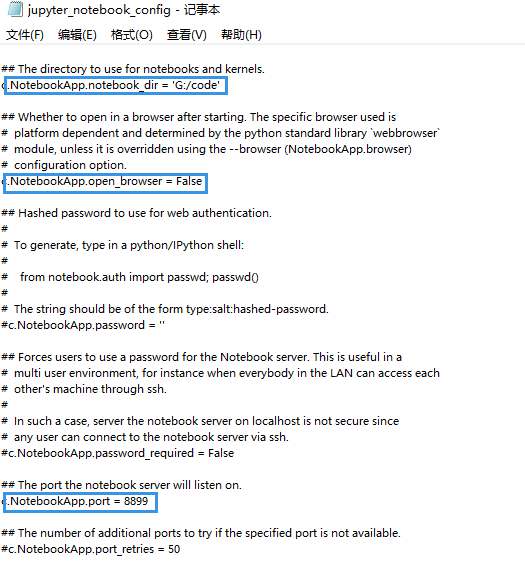 jupyter_notebook_config - 记事本
文件(F) 编辑(E) 格式(O) 查看(V) 帮助(H)
## The directory to use for notebooks and kernels.
c.NotebookApp.notebook_dir = 'G:/code'
## Whether to open in a browser after starting. The specific browser used is
#  platform dependent and determined by the python standard library `webbrowser`
#  module, unless it is overridden using the --browser (NotebookApp.browser)
#  configuration option.
c.NotebookApp.open_browser = False
## Hashed password to use for web authentication.
#
#  To generate, type in a python/IPython shell:
#
#    from notebook.auth import passwd; passwd()
#
#  The string should be of the form type:salt:hashed-password.
#c.NotebookApp.password = ''
## Forces users to use a password for the Notebook server. This is useful in a
#  multi user environment, for instance when everybody in the LAN can access each
#  other's machine through ssh.
#
#  In such a case, server the notebook server on localhost is not secure since
#  any user can connect to the notebook server via ssh.
#c.NotebookApp.password_required = False
## The port the notebook server will listen on.
c.NotebookApp.port = 8899
## The number of additional ports to try if the specified port is not available.
#c.NotebookApp.port_retries = 50